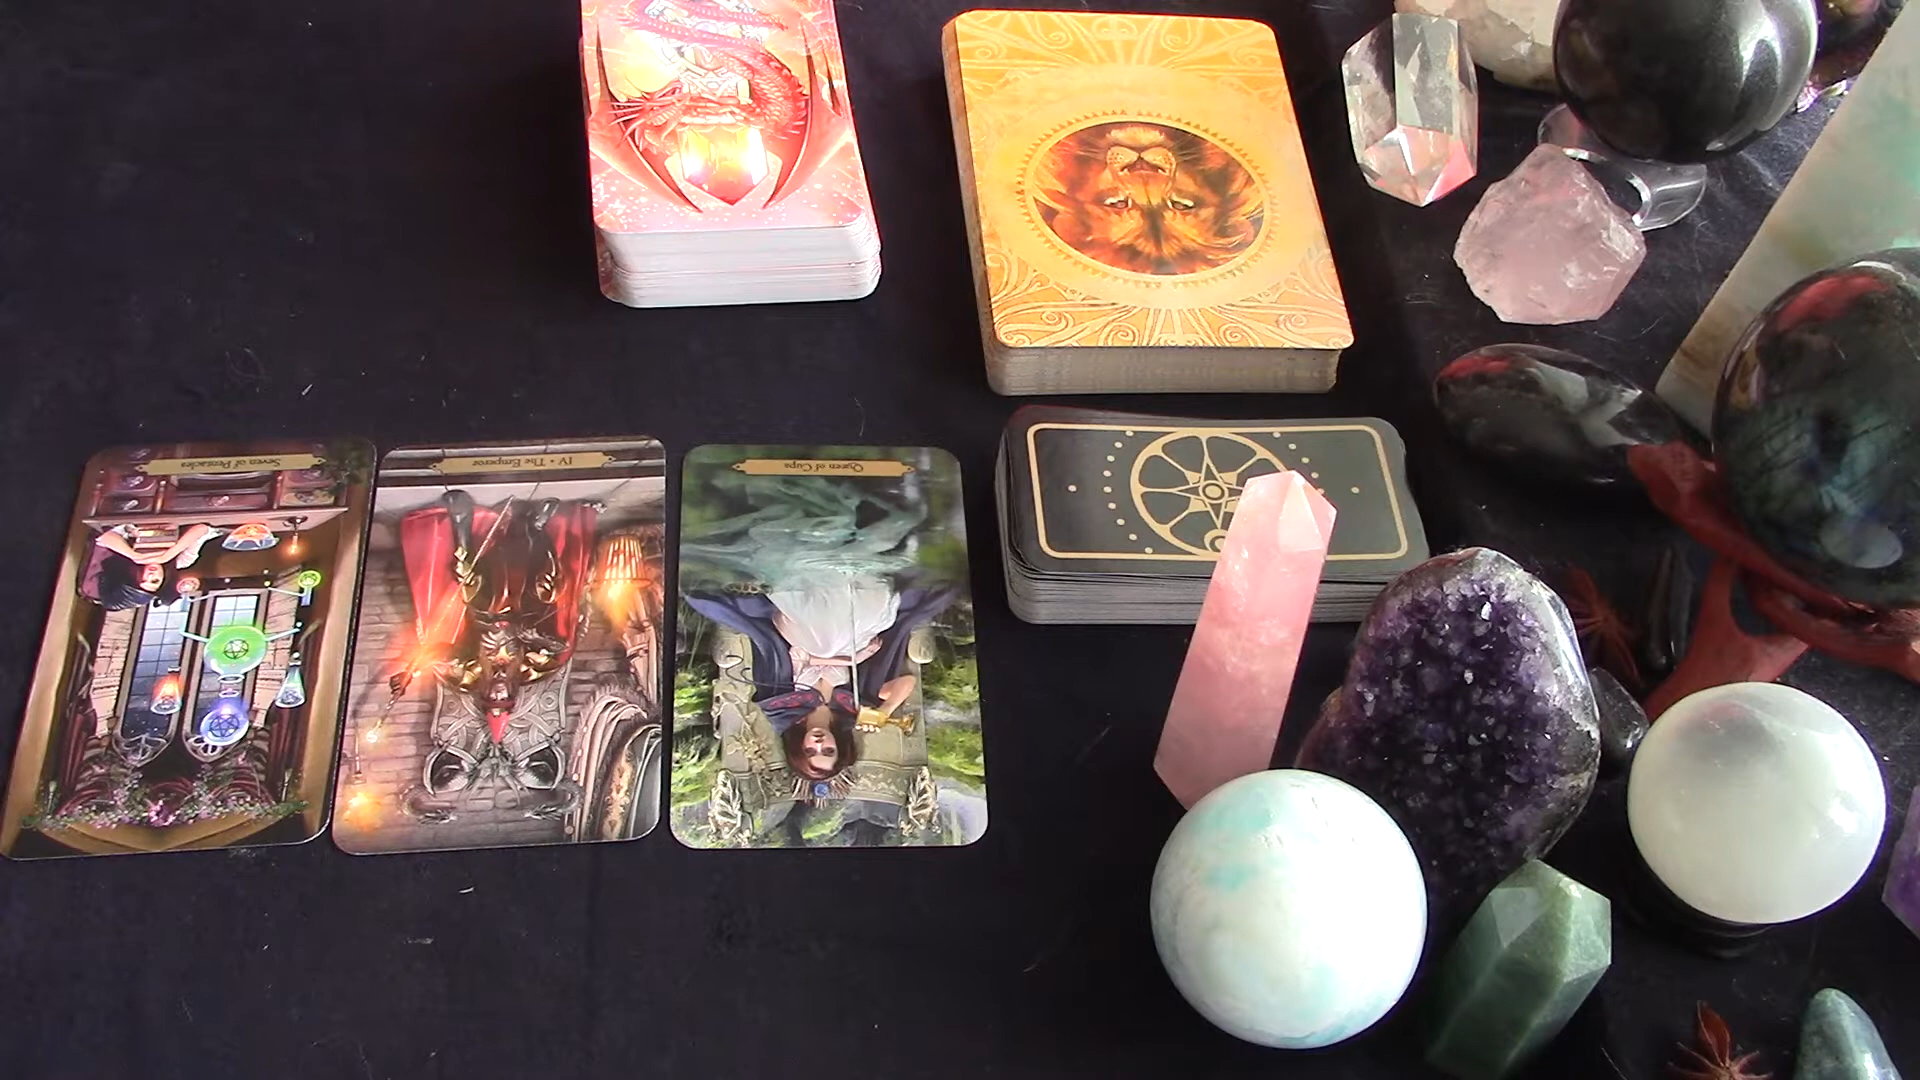 Seven of Pentacles
IV • The Emperor
Queen of Cups